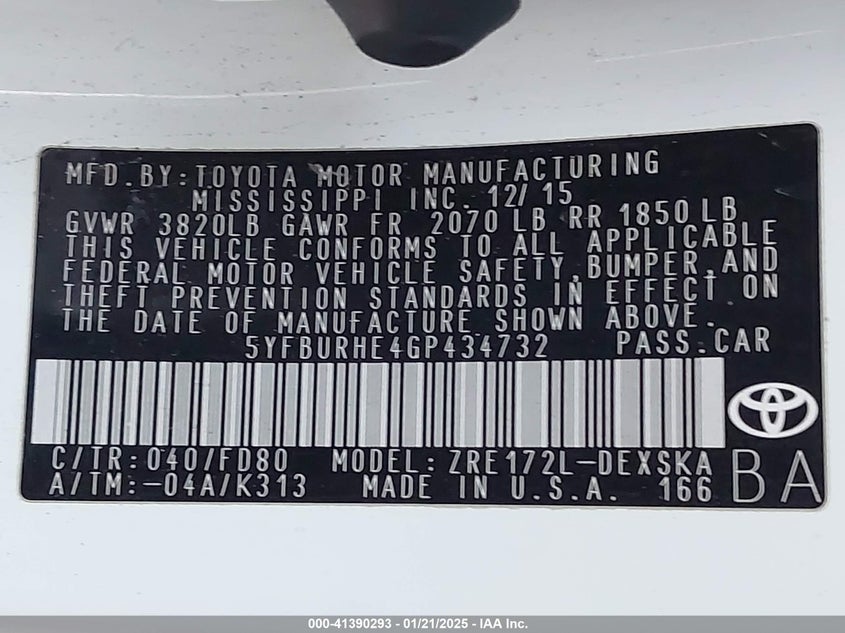 MFD.BY:TOYOTA MOTOR MANUFACTURING
MISSISSIPPI INC. 12/15
GVWR 3820LB GAWR FR 2070 LB RR 1850 LB
THIS VEHICLE CONFORMS TO ALL APPLICABLE
FEDERAL MOTOR VEHICLE SAFETY,BUMPER,AND
THEFT PREVENTION STANDARDS IN EFFECT ON
THE DATE OF MANUFACTURE SHOWN ABOVE.
5YFBURHE4GP434732 PASS.CAR
C/TR: 040/FD80 MODEL: ZRE172L-DEXSKA
A/TM:-04A/K313 MADE IN U.S.A. 166 BA
000-41390293 - 01/21/2025 - IAA Inc.